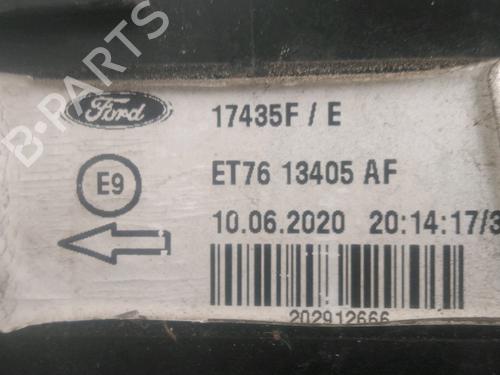 Ford
17435F / E
E9
ET76 13405 AF
10.06.2020 20:14:17/3
202912666
B-PARTS